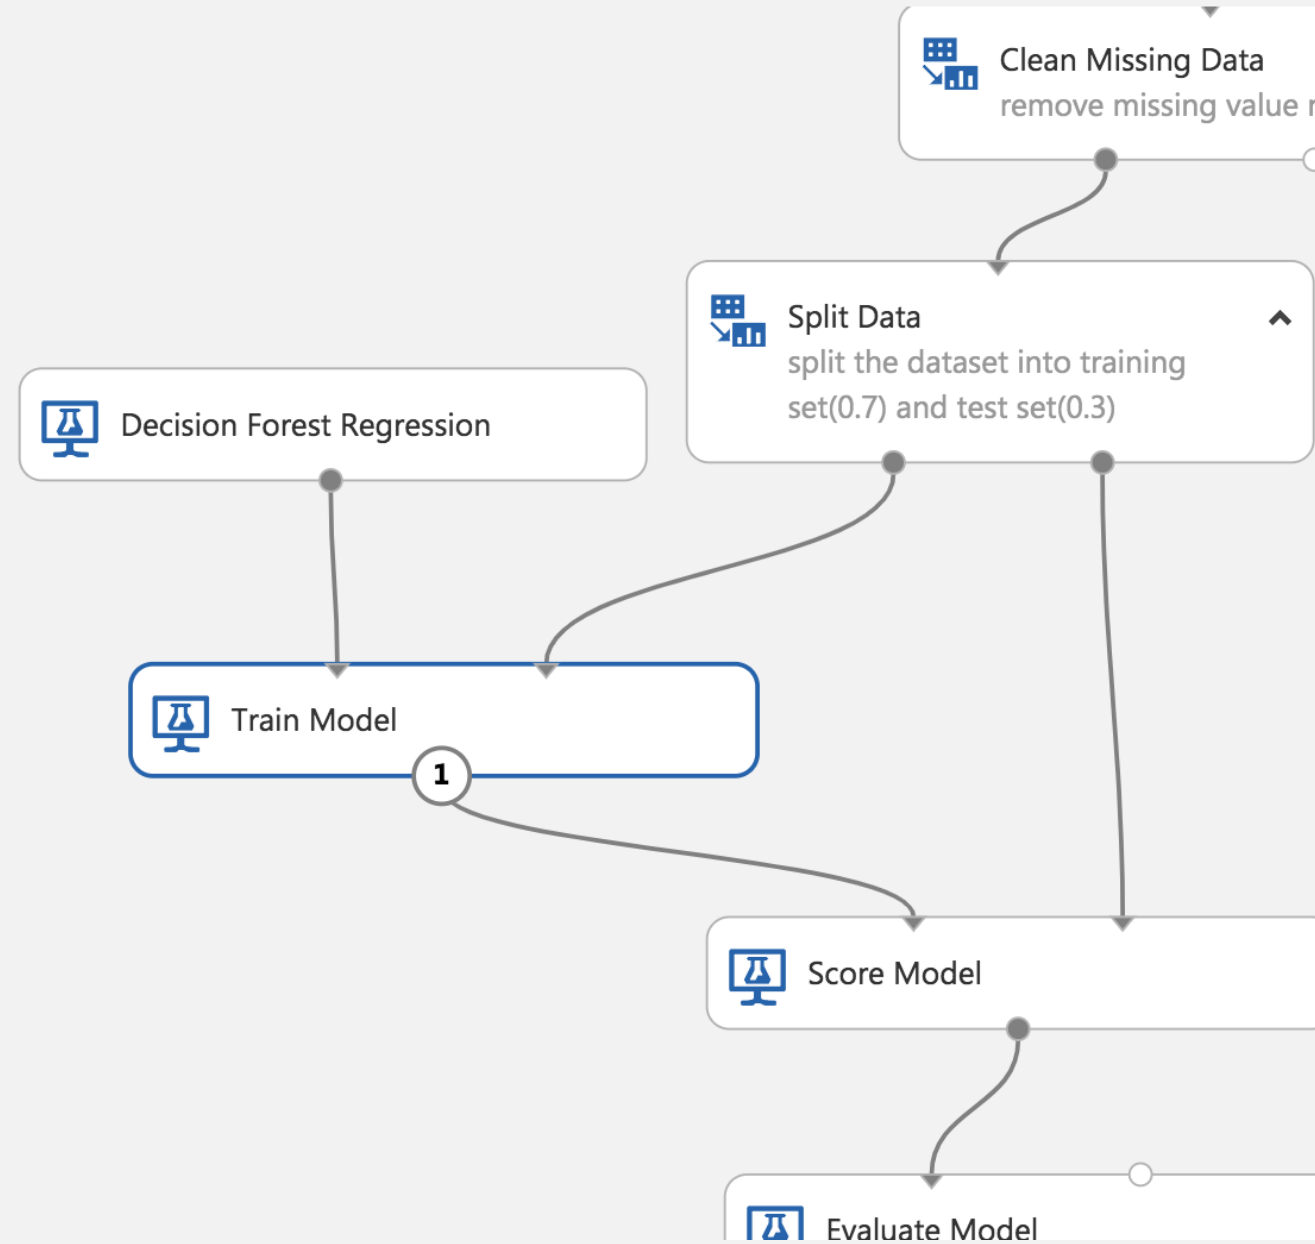 Clean Missing Data
remove missing value
Split Data
split the dataset into training
set(0.7) and test set(0.3)
Decision Forest Regression
Train Model
1
Score Model
Evaluate Model